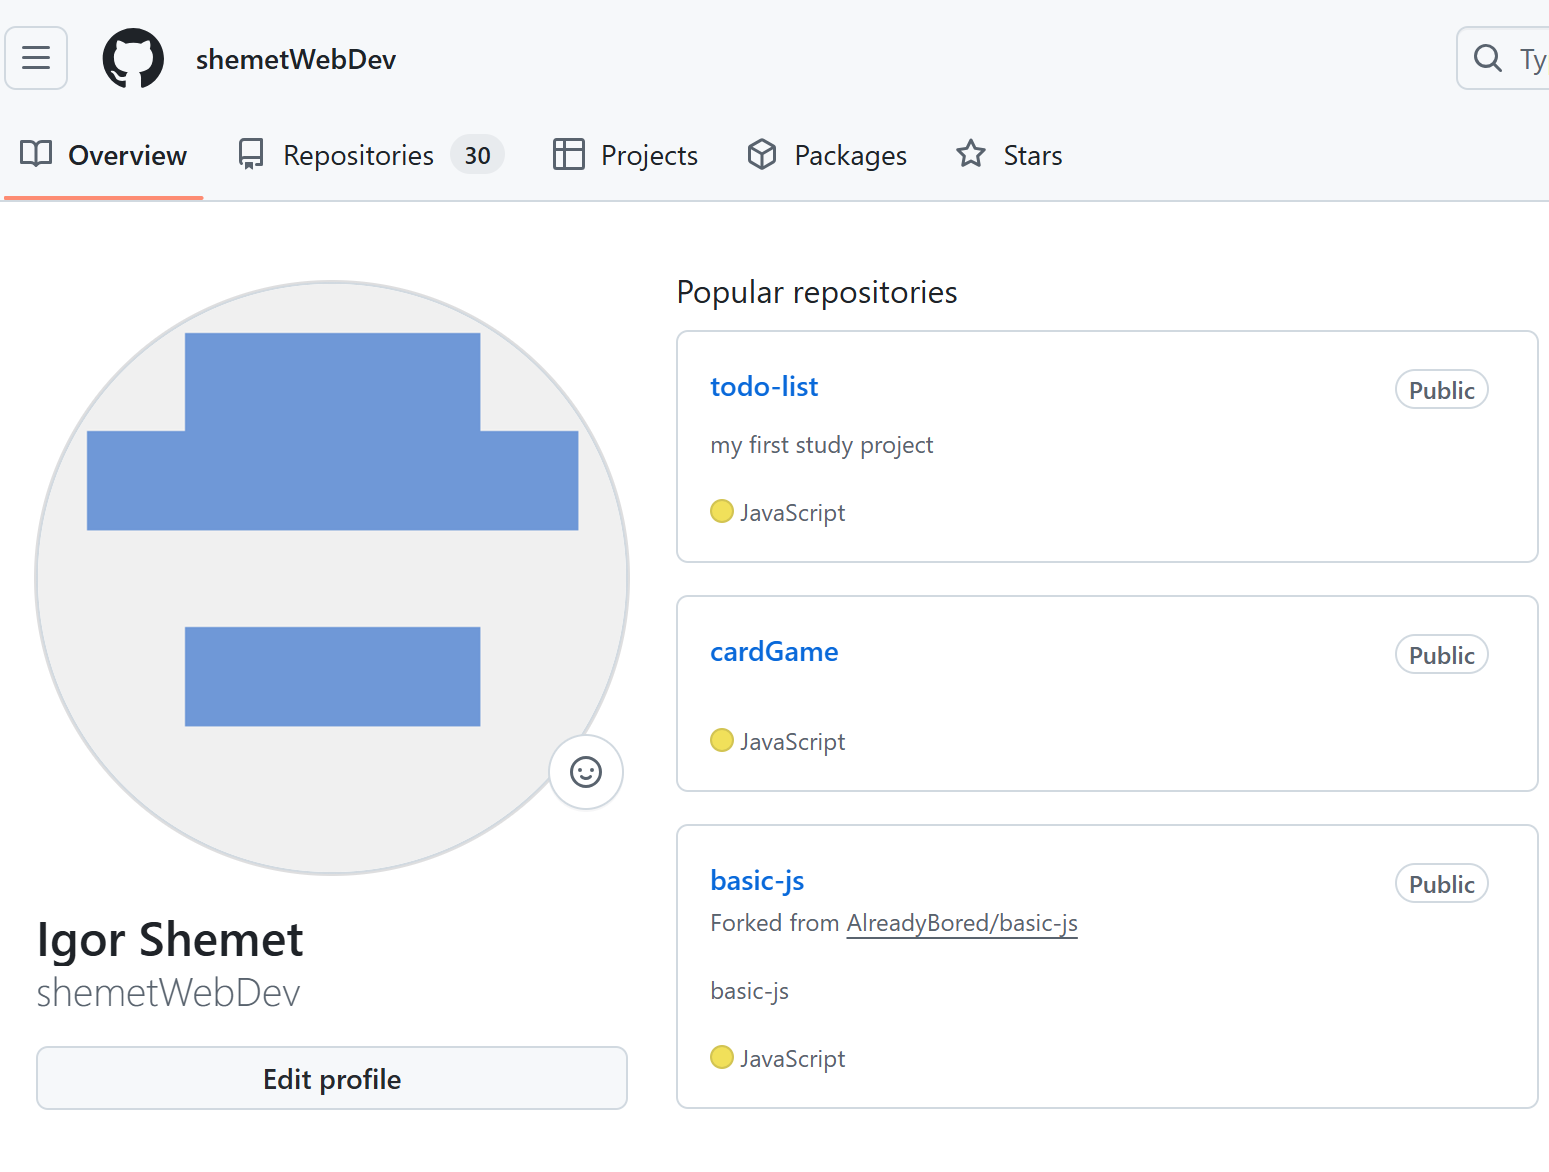 shemetWebDev
Ty
Overview Repositories 30 Projects Packages Stars
Popular repositories
todo-list Public
my first study project
JavaScript
cardGame Public
JavaScript
basic-js Public
Forked from AlreadyBored/basic-js
basic-js
JavaScript
Igor Shemet
shemetWebDev
Edit profile